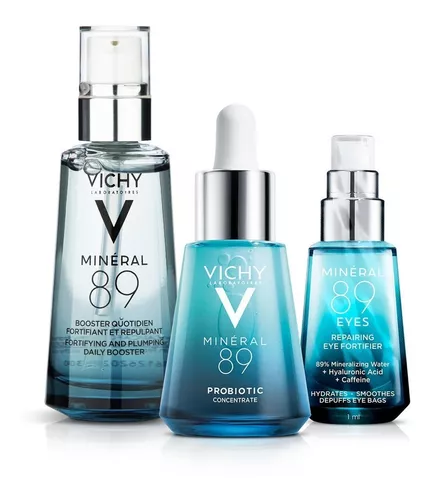 VICHY
LABORATOIRES
MINÉRAL
89
BOOSTER QUOTIDIEN
FORTIFIANT ET REPULPANT
FORTIFYING AND PLUMPING
DAILY BOOSTER
VICHY
LABORATOIRES
MINÉRAL
89
PROBIOTIC
CONCENTRATE
MINÉRAL
89
EYES
REPAIRING
EYE FORTIFIER
89% Mineralizing Water
+ Hyaluronic Acid
+ Caffeine
HYDRATES - SMOOTHES
DEPUFFS EYE BAGS